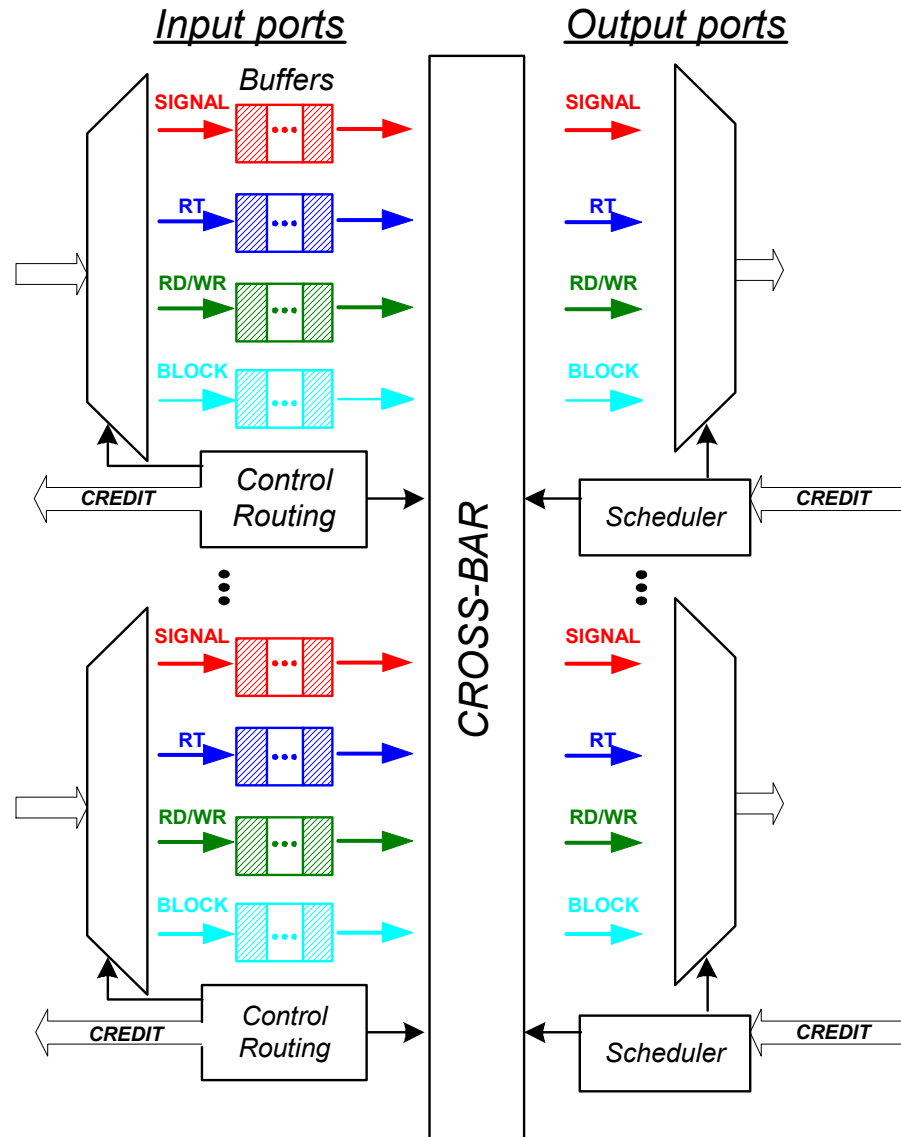 Input ports
Output ports
Buffers
SIGNAL
SIGNAL
RT
RT
RD/WR
RD/WR
BLOCK
BLOCK
CROSS-BAR
Control
Routing
CREDIT
Scheduler
CREDIT
SIGNAL
SIGNAL
RT
RT
RD/WR
RD/WR
BLOCK
BLOCK
Control
Routing
CREDIT
Scheduler
CREDIT